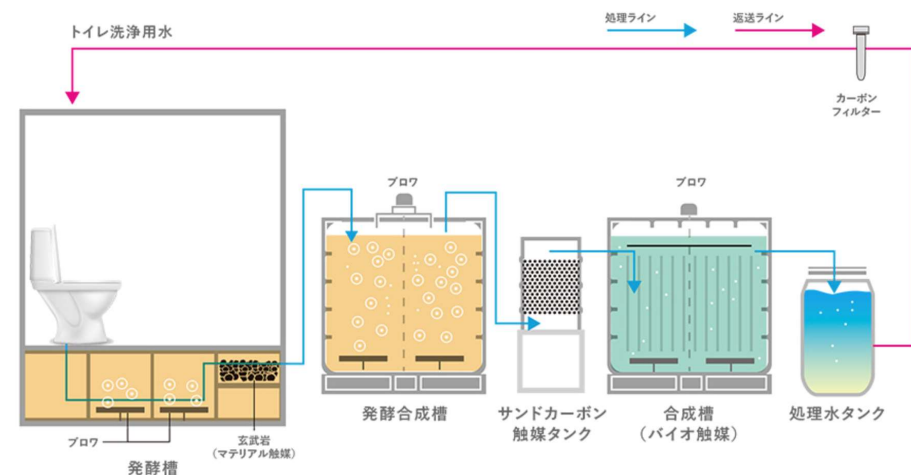 トイレ洗浄用水
処理ライン
返送ライン
カーボン
フィルター
ブロワ
ブロワ
ブロワ
玄武岩
(マテリアル触媒)
発酵槽
発酵合成槽
サンドカーボン
触媒タンク
合成槽
(バイオ触媒)
処理水タンク